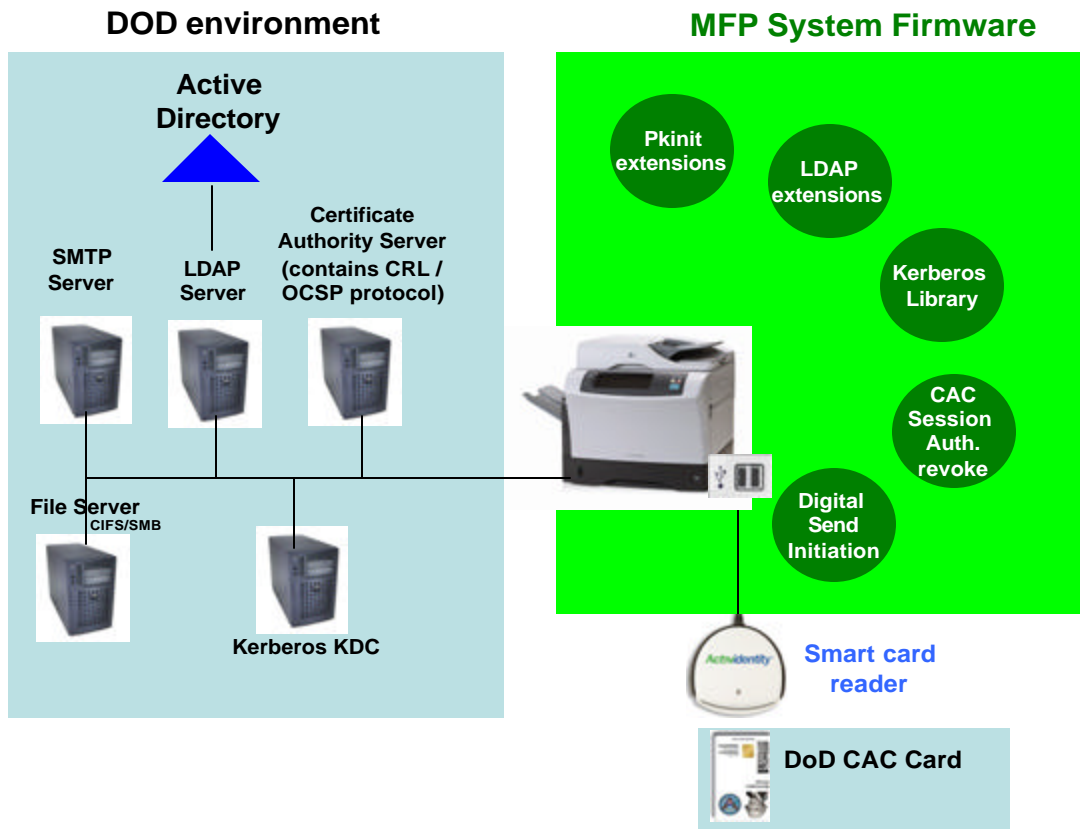 DOD environment
MFP System Firmware
Active
Directory
SMTP
Server
LDAP
Server
Certificate
Authority Server
(contains CRL /
OCSP protocol)
File Server
CIFS/SMB
Kerberos KDC
Pkinit
extensions
LDAP
extensions
Kerberos
Library
CAC
Session
Auth.
revoke
Digital
Send
Initiation
ActivIdentity
Smart card
reader
DoD CAC Card